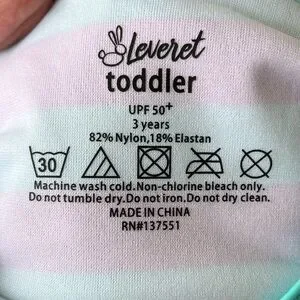 Leveret
toddler
UPF 50+
3 years
82% Nylon,18% Elastan
30
Machine wash cold.Non-chlorine bleach only.
Do not tumble dry.Do not iron.Do not dry clean.
MADE IN CHINA
RN#137551